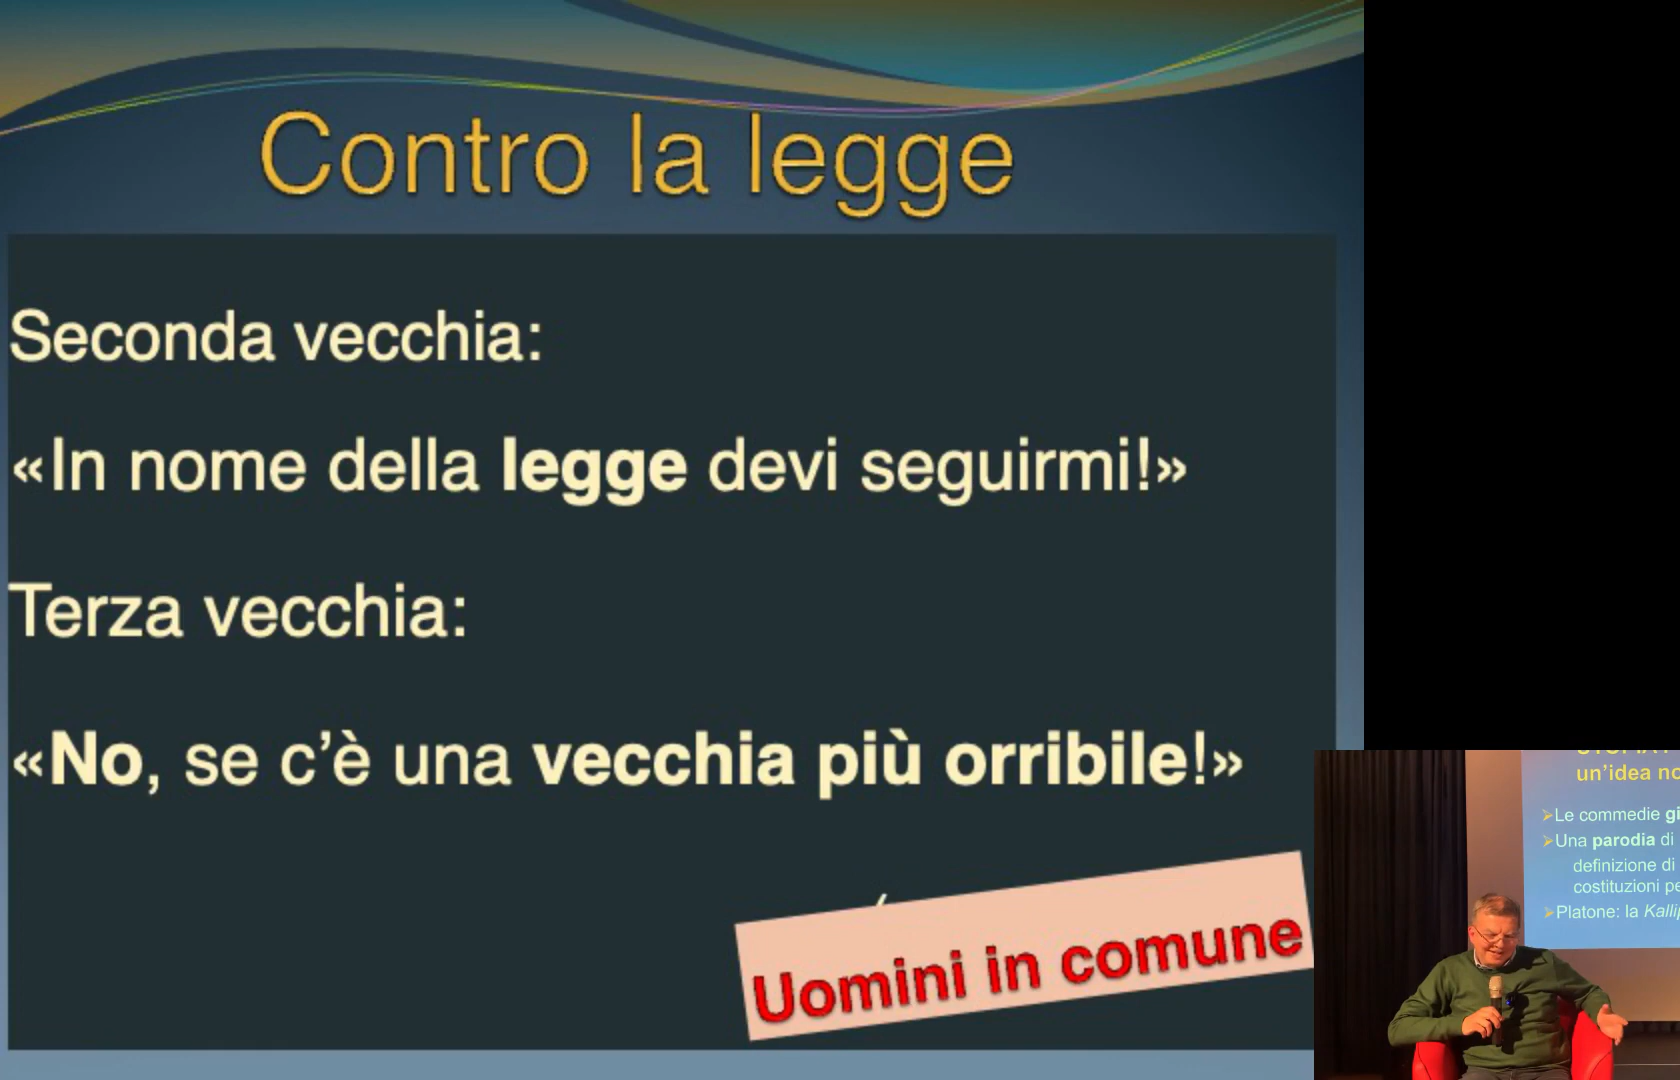 Contro la legge
Seconda vecchia:
«In nome della legge devi seguirmi!»
Terza vecchia:
«No, se c'è una vecchia più orribile!»
Uomini in comune
un'idea
➢Le commedie
➢Una parodia di
definizione di
costituzioni
➢Platone: la